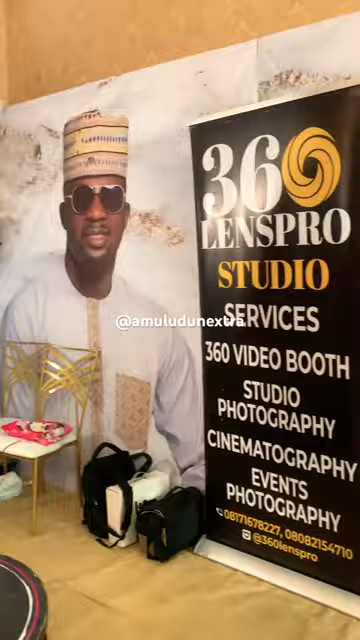 360
LENSPRO
STUDIO
SERVICES
@amuludunextra
360 VIDEO BOOTH
STUDIO
PHOTOGRAPHY
CINEMATOGRAPHY
EVENTS
PHOTOGRAPHY
08171678227, 08082154710
@360lenspro